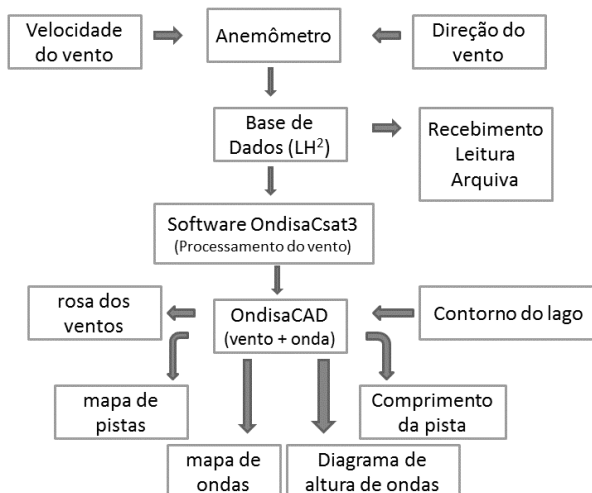 Velocidade
do vento
Anemômetro
Direção do
vento
Base de
Dados (LH²)
Recebimento
Leitura
Arquiva
Software OndisaCsat3
(Processamento do vento)
rosa dos
ventos
OndisaCAD
(vento + onda)
Contorno do lago
mapa de
pistas
Comprimento
da pista
mapa de
ondas
Diagrama de
altura de ondas